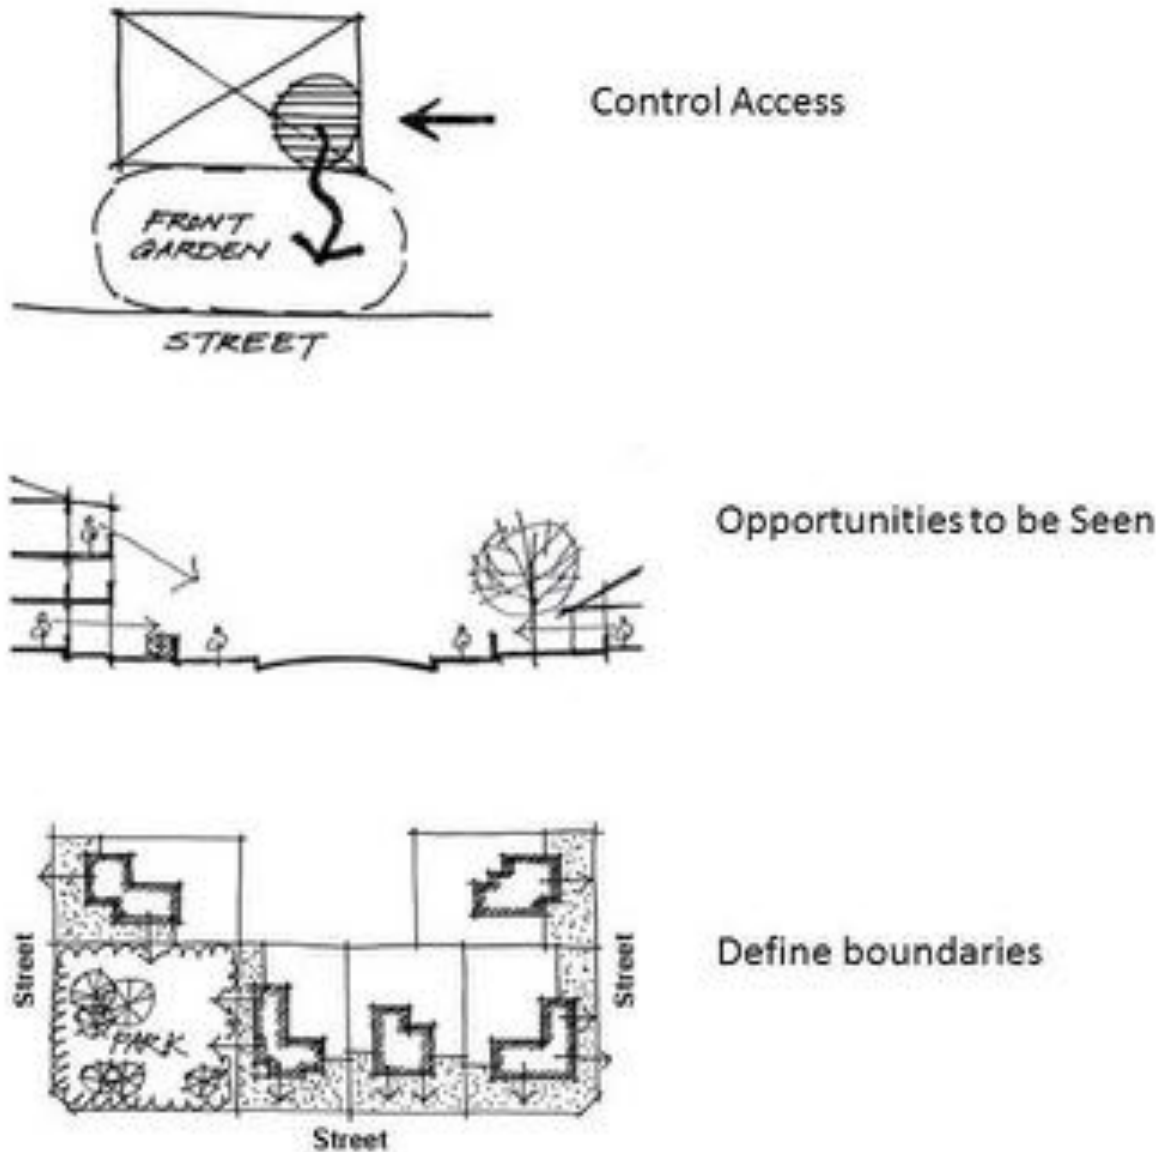 Control Access
FRONT
GARDEN
STREET
Opportunities to be Seen
Define boundaries
Street
Street
PARK
Street